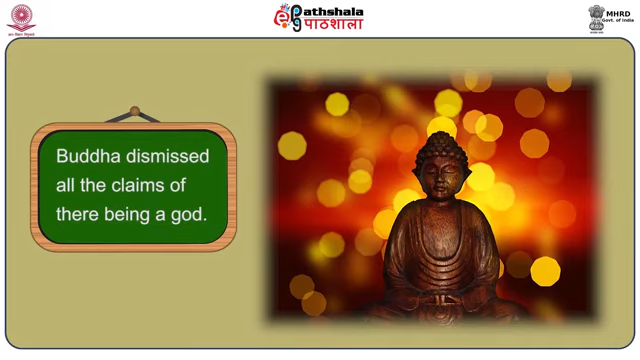 Pathshala
पाठशाला
MHRD
Govt. of India
Buddha dismissed
all the claims of
there being a god.